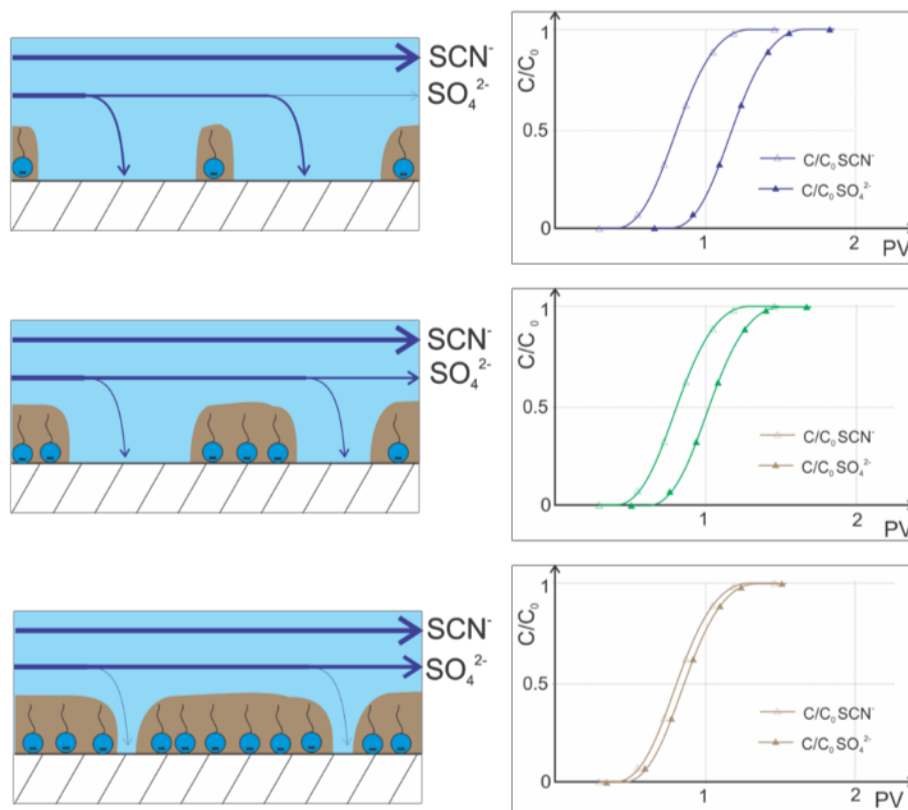 SCN⁻
SO₄²⁻
C/C₀
1
0.5
0
1
2
PV
C/C₀ SCN⁻
C/C₀ SO₄²⁻
SCN⁻
SO₄²⁻
C/C₀
1
0.5
0
1
2
PV
C/C₀ SCN⁻
C/C₀ SO₄²⁻
SCN⁻
SO₄²⁻
C/C₀
1
0.5
0
1
2
PV
C/C₀ SCN⁻
C/C₀ SO₄²⁻